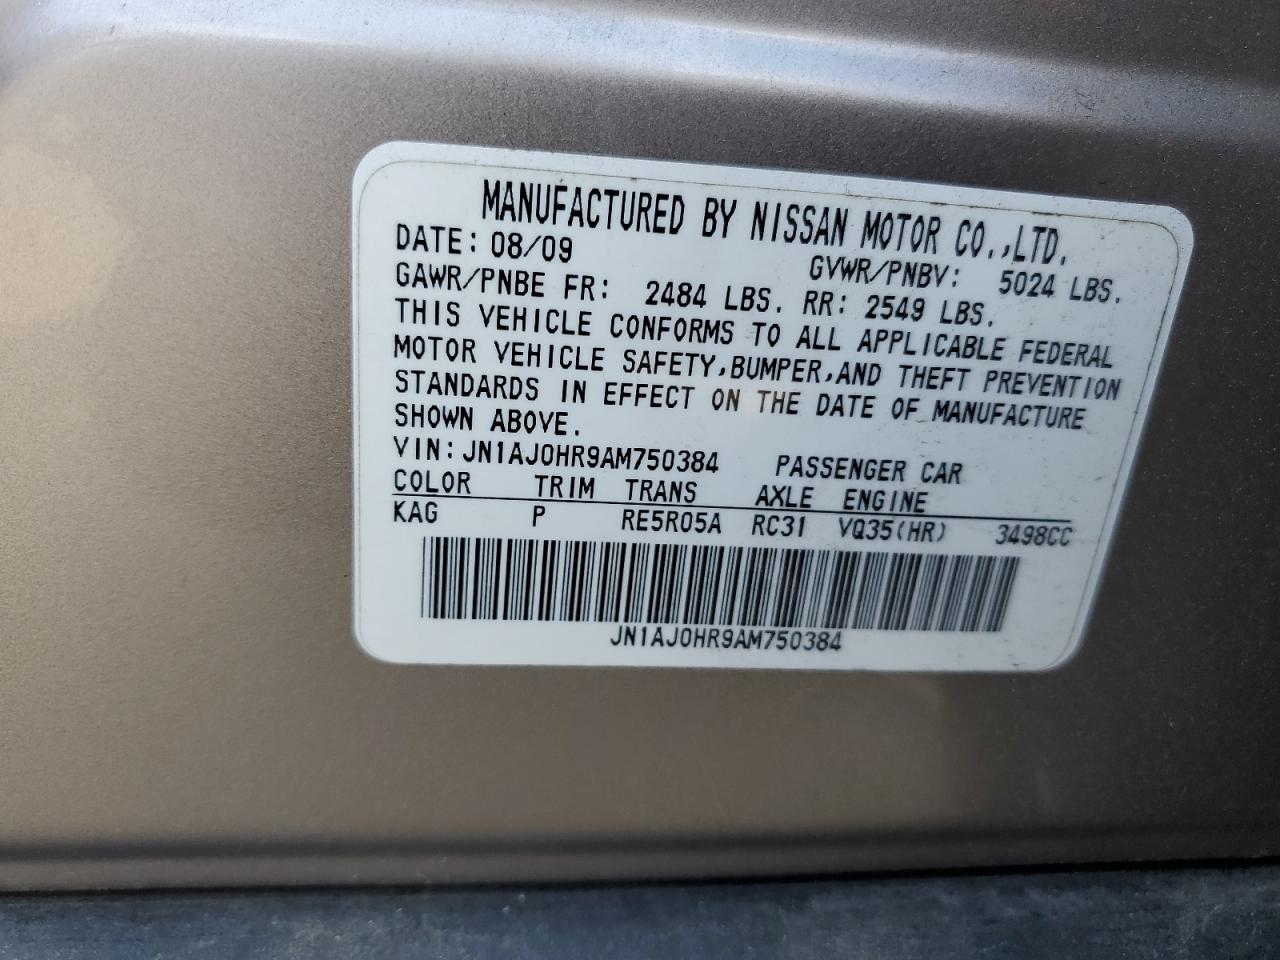 MANUFACTURED BY NISSAN MOTOR CO.,LTD.
DATE: 08/09 GVWR/PNBV: 5024 LBS.
GAWR/PNBE FR: 2484 LBS. RR: 2549 LBS.
THIS VEHICLE CONFORMS TO ALL APPLICABLE FEDERAL
MOTOR VEHICLE SAFETY,BUMPER,AND THEFT PREVENTION
STANDARDS IN EFFECT ON THE DATE OF MANUFACTURE
SHOWN ABOVE.
VIN: JN1AJ0HR9AM750384 PASSENGER CAR
COLOR TRIM TRANS AXLE ENGINE
KAG P RE5R05A RC31 VQ35(HR) 3498CC
JN1AJ0HR9AM750384